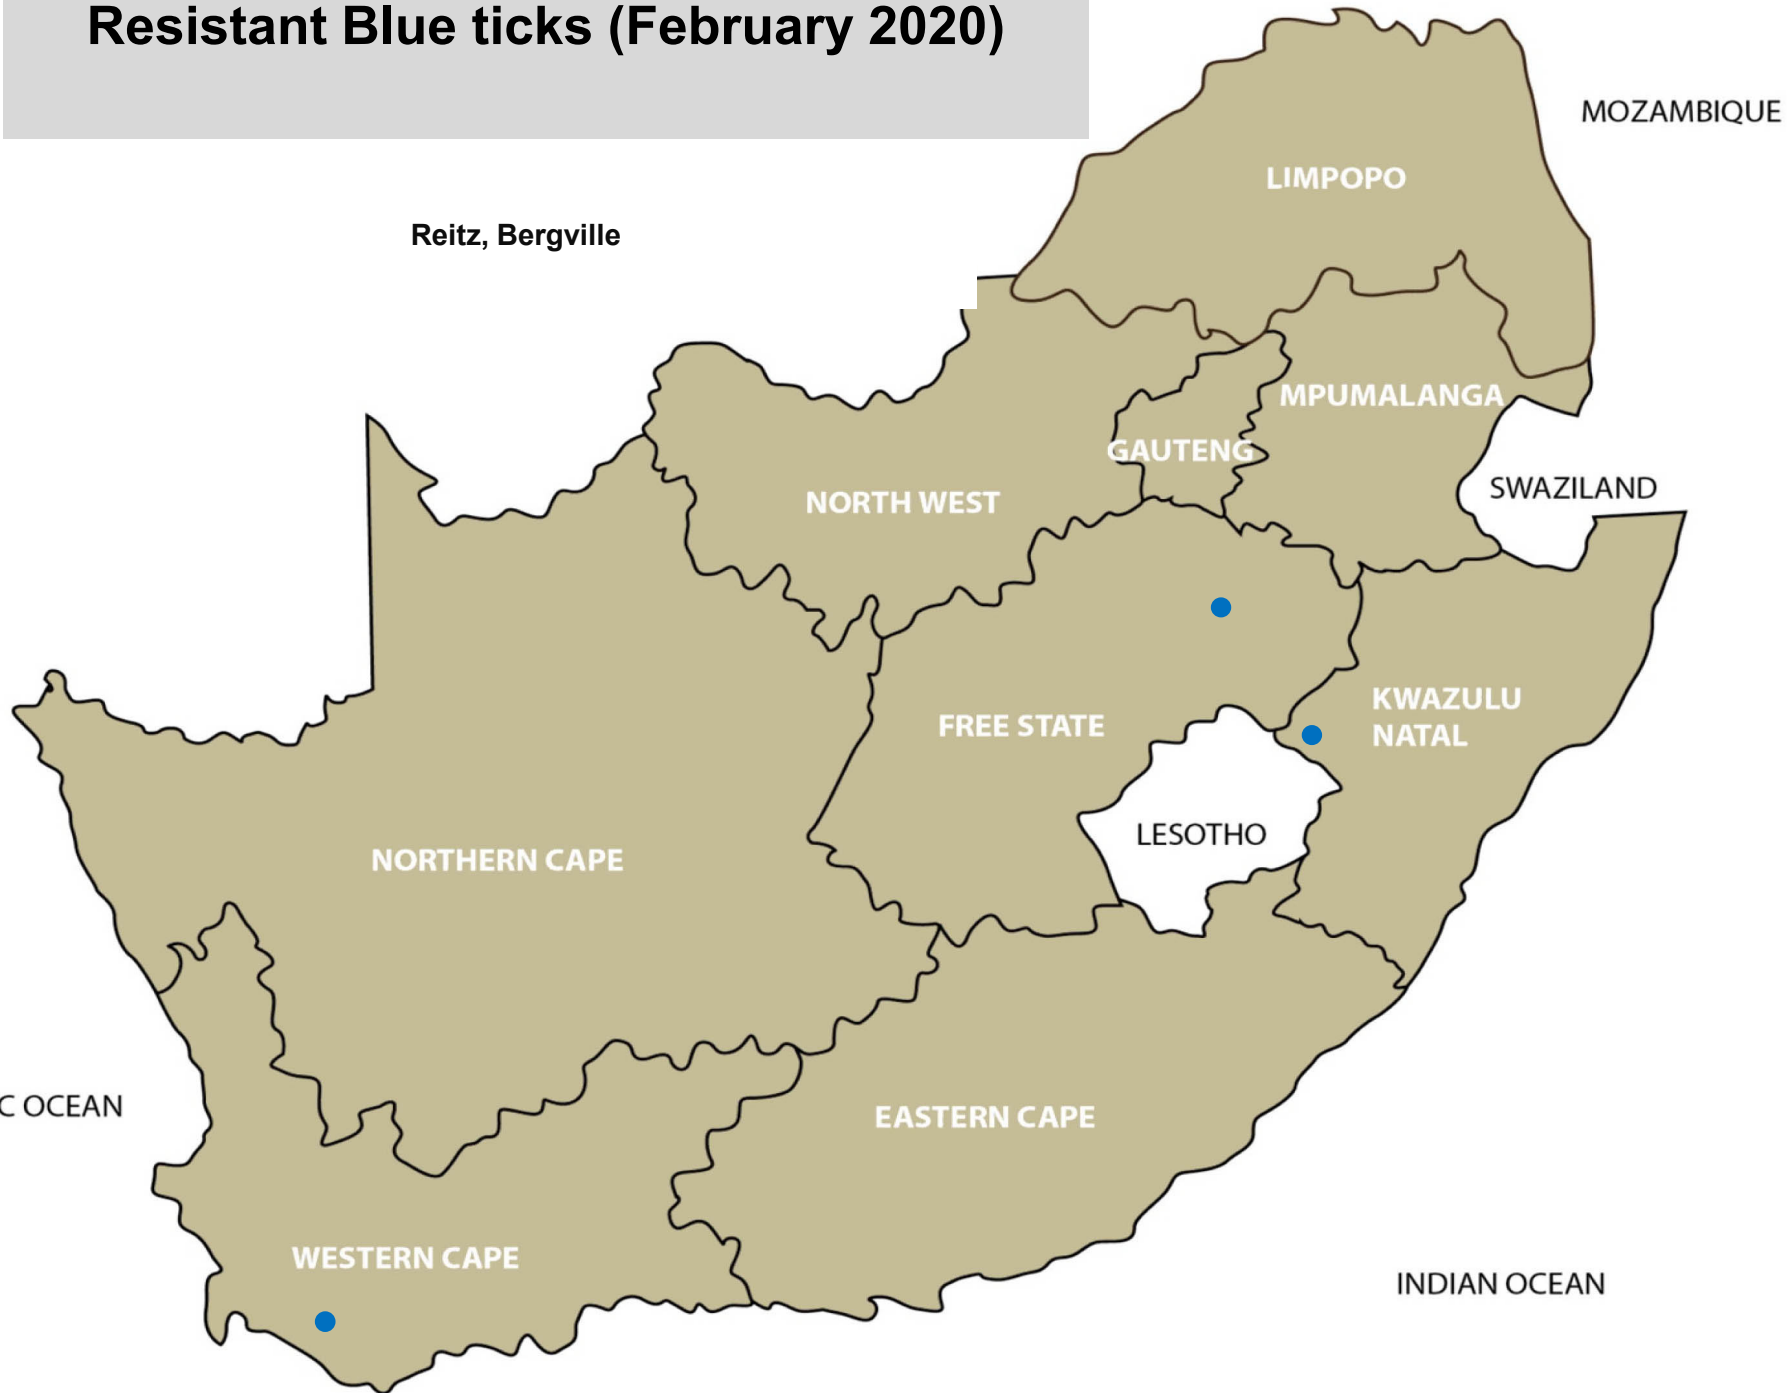 Resistant Blue ticks (February 2020)
MOZAMBIQUE
LIMPOPO
Reitz, Bergville
MPUMALANGA
GAUTENG
SWAZILAND
NORTH WEST
KWAZULU
NATAL
FREE STATE
LESOTHO
NORTHERN CAPE
C OCEAN
EASTERN CAPE
WESTERN CAPE
INDIAN OCEAN